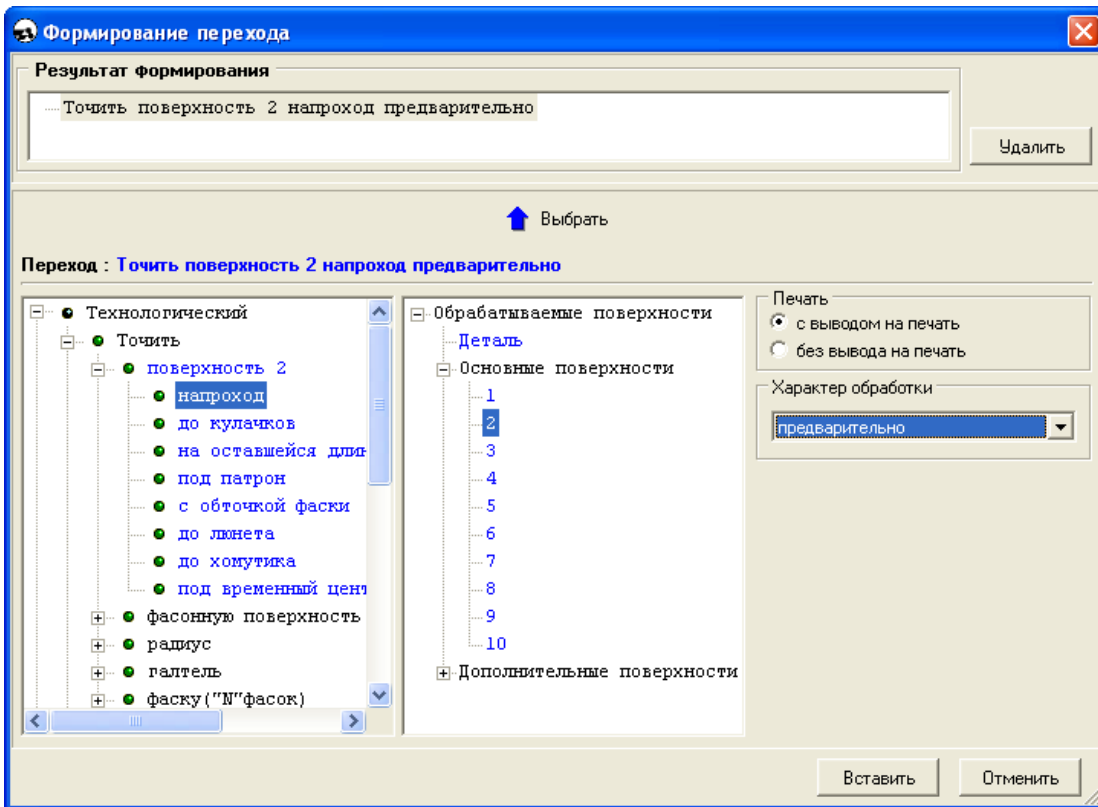 Формирование перехода
Результат формирования
Точить поверхность 2 напроход предварительно
Удалить
Выбрать
Переход : Точить поверхность 2 напроход предварительно
Технологический
Точить
поверхность 2
напроход
до кулачков
на оставшейся длин
под патрон
с обточкой фаски
до люнета
до хомутика
под временный цент
фасонную поверхность
радиус
галтель
фаску("N"фасок)
Обрабатываемые поверхности
Деталь
Основные поверхности
1
2
3
4
5
6
7
8
9
10
Дополнительные поверхности
Печать
с выводом на печать
без вывода на печать
Характер обработки
предварительно
Вставить
Отменить